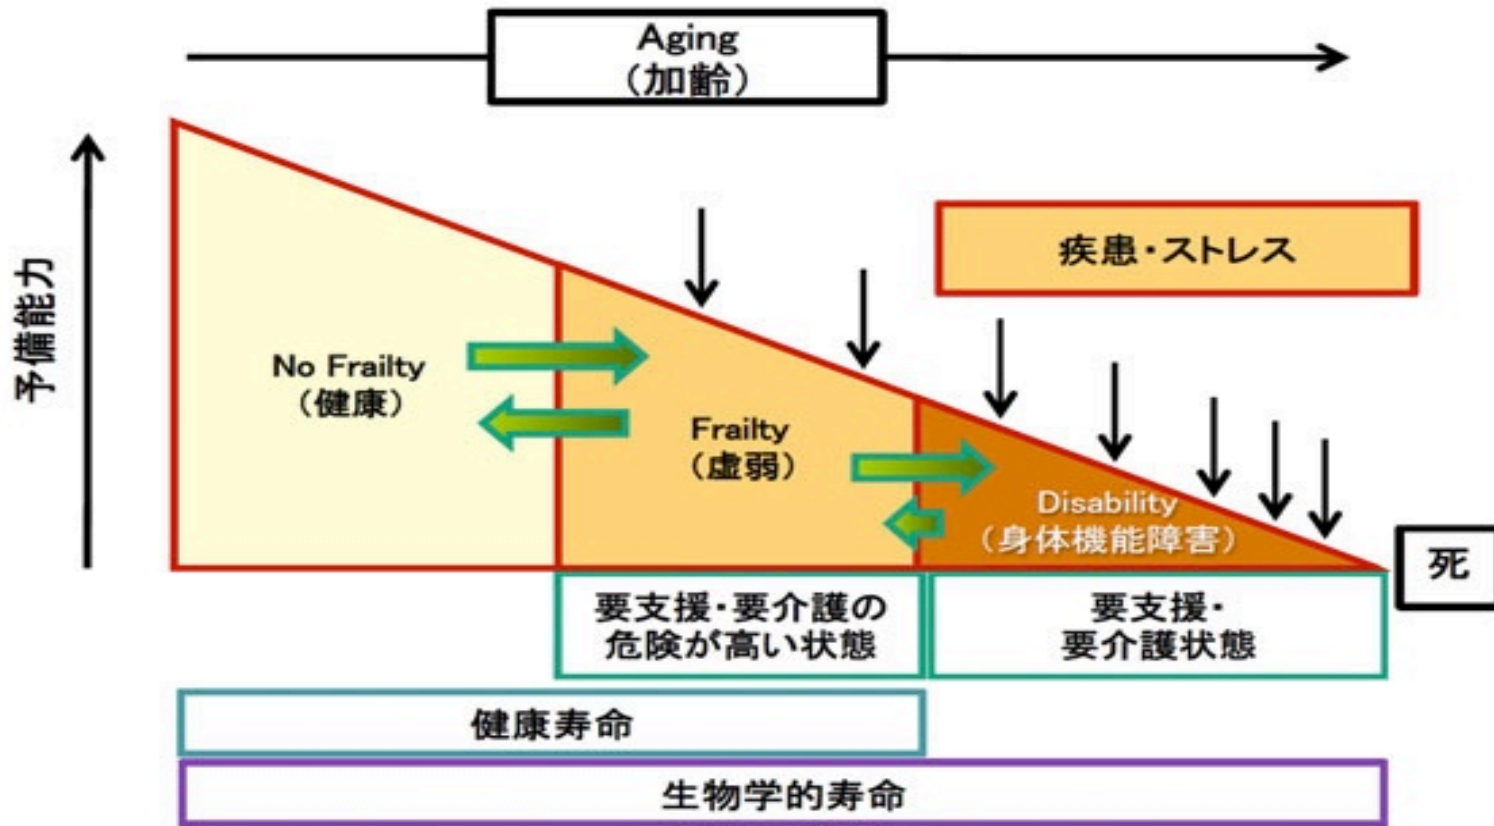 Aging
（加齢）
予備能力
疾患・ストレス
No Frailty
（健康）
Frailty
（虚弱）
Disability
（身体機能障害）
死
要支援・要介護の
危険が高い状態
要支援・
要介護状態
健康寿命
生物学的寿命